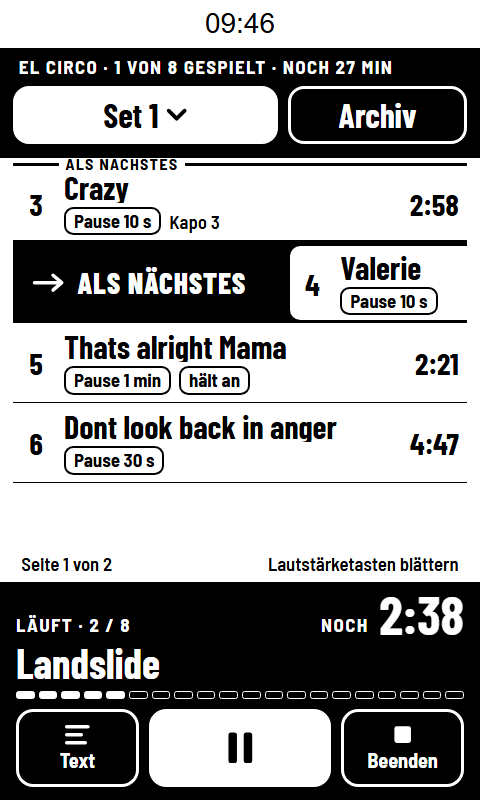 09:46
EL CIRCO · 1 VON 8 GESPIELT · NOCH 27 MIN
Set 1
Archiv
ALS NÄCHSTES
3 Crazy 2:58
Pause 10 s Kapo 3
→ ALS NÄCHSTES
4 Valerie
Pause 10 s
5 Thats alright Mama 2:21
Pause 1 min hält an
6 Dont look back in anger 4:47
Pause 30 s
Seite 1 von 2 Lautstärketasten blättern
LÄUFT · 2 / 8 NOCH 2:38
Landslide
Text
Beenden